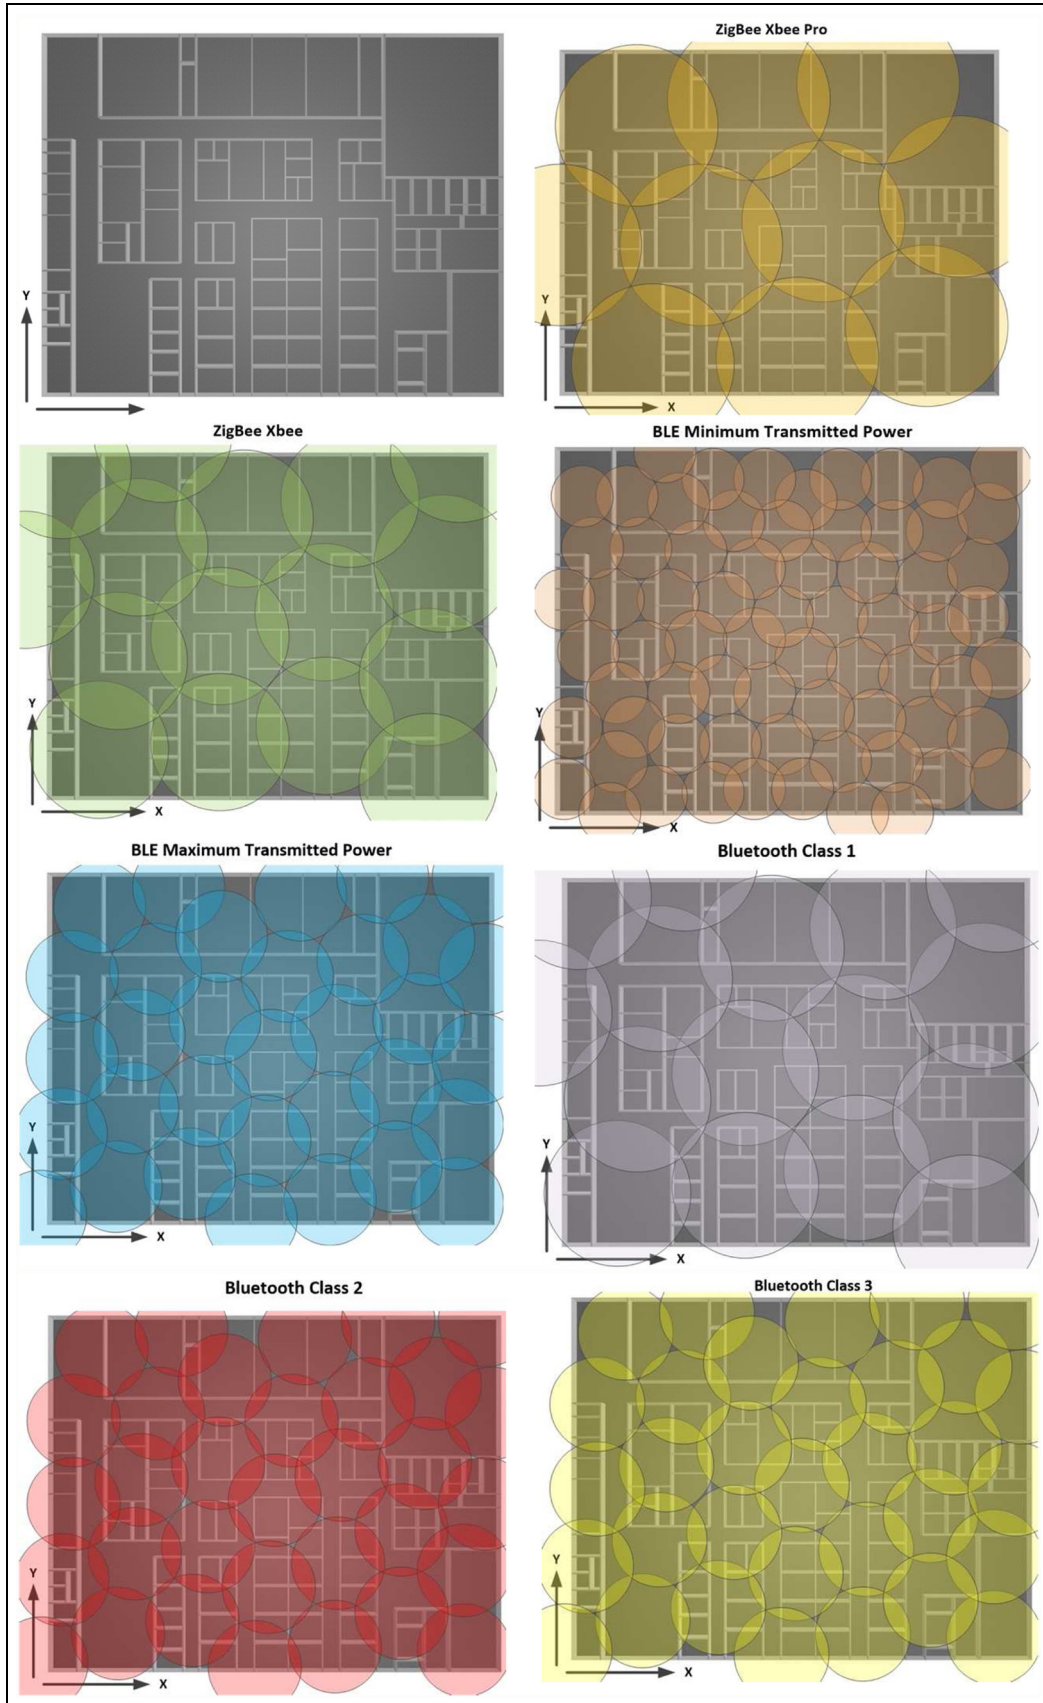 Y
ZigBee Xbee Pro
Y
X
ZigBee Xbee
Y
X
BLE Minimum Transmitted Power
Y
X
BLE Maximum Transmitted Power
Y
X
Bluetooth Class 1
Y
X
Bluetooth Class 2
Y
X
Bluetooth Class 3
Y
X